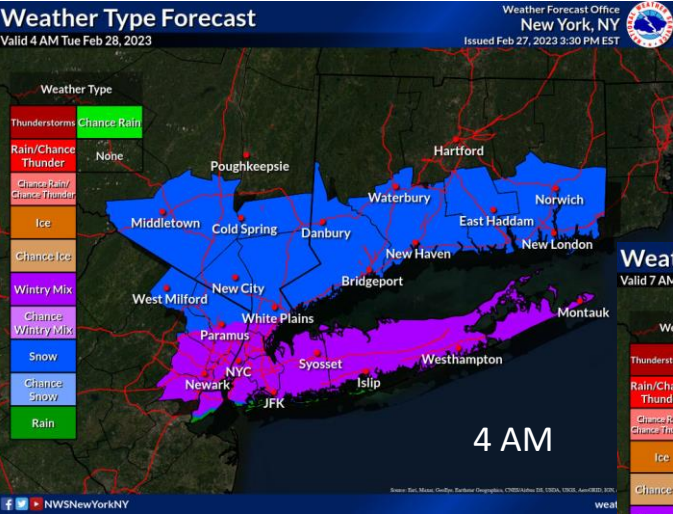 Weather Type Forecast
Valid 4 AM Tue Feb 28, 2023
Weather Forecast Office
New York, NY
Issued Feb 27, 2023 3:30 PM EST
Weather Type
Thunderstorms
Chance Rain
Rain/Chance
Thunder
None
Chance Rain/
Chance Thunder
Ice
Chance Ice
Wintry Mix
Chance
Wintry Mix
Snow
Chance
Snow
Rain
Poughkeepsie
Hartford
Waterbury
Norwich
Middletown
Cold Spring
Danbury
East Haddam
New London
New Haven
Bridgeport
New City
West Milford
White Plains
Montauk
Paramus
Westhampton
Syosset
NYC
Islip
Newark
JFK
4 AM
NWSNewYorkNY
weat
Weat
Valid 7 AM
We
Thunderst
Rain/Cha
Thund
Chance R
Chance Thu
Ice
Chance